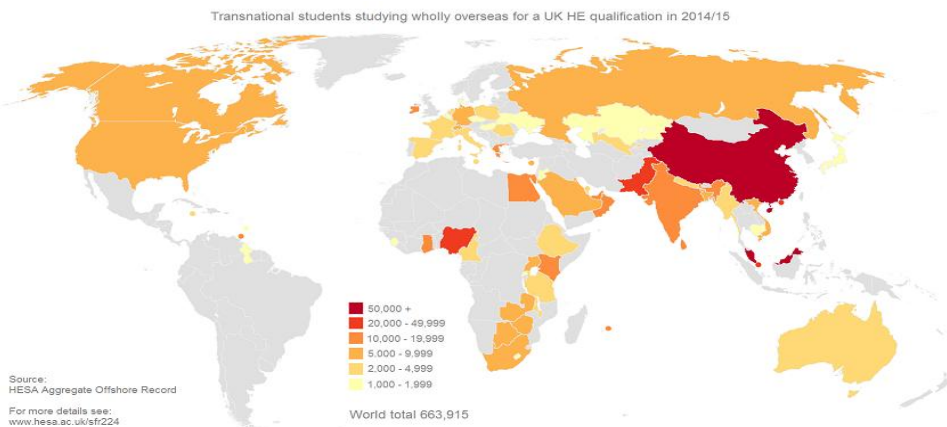 Transnational students studying wholly overseas for a UK HE qualification in 2014/15
50,000 +
20,000 - 49,999
10,000 - 19,999
5,000 - 9.999
2,000 - 4,999
1,000 - 1,999
Source:
HESA Aggregate Offshore Record
For more details see:
www.hesa.ac.uk/sfr224
World total 663,915